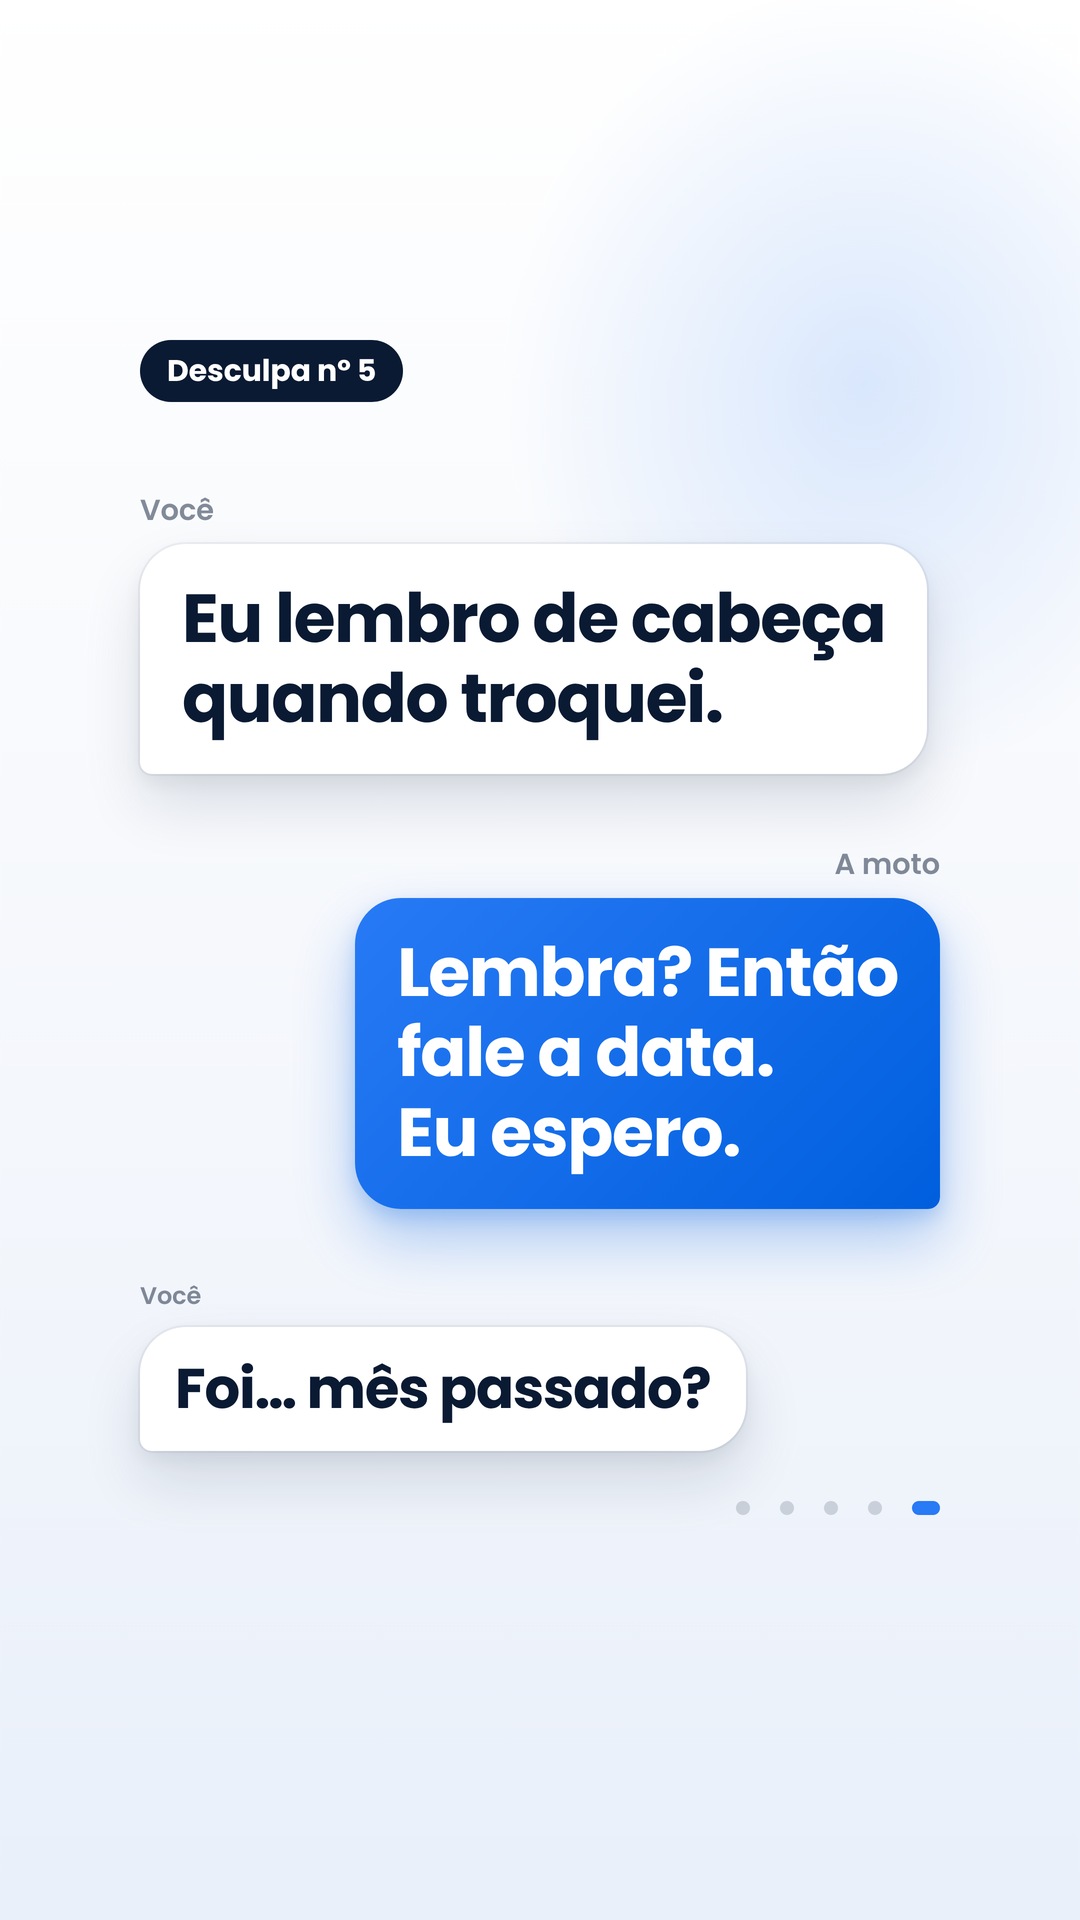 Desculpa nº 5
Você
Eu lembro de cabeça
quando troquei.
A moto
Lembra? Então
fale a data.
Eu espero.
Você
Foi... mês passado?